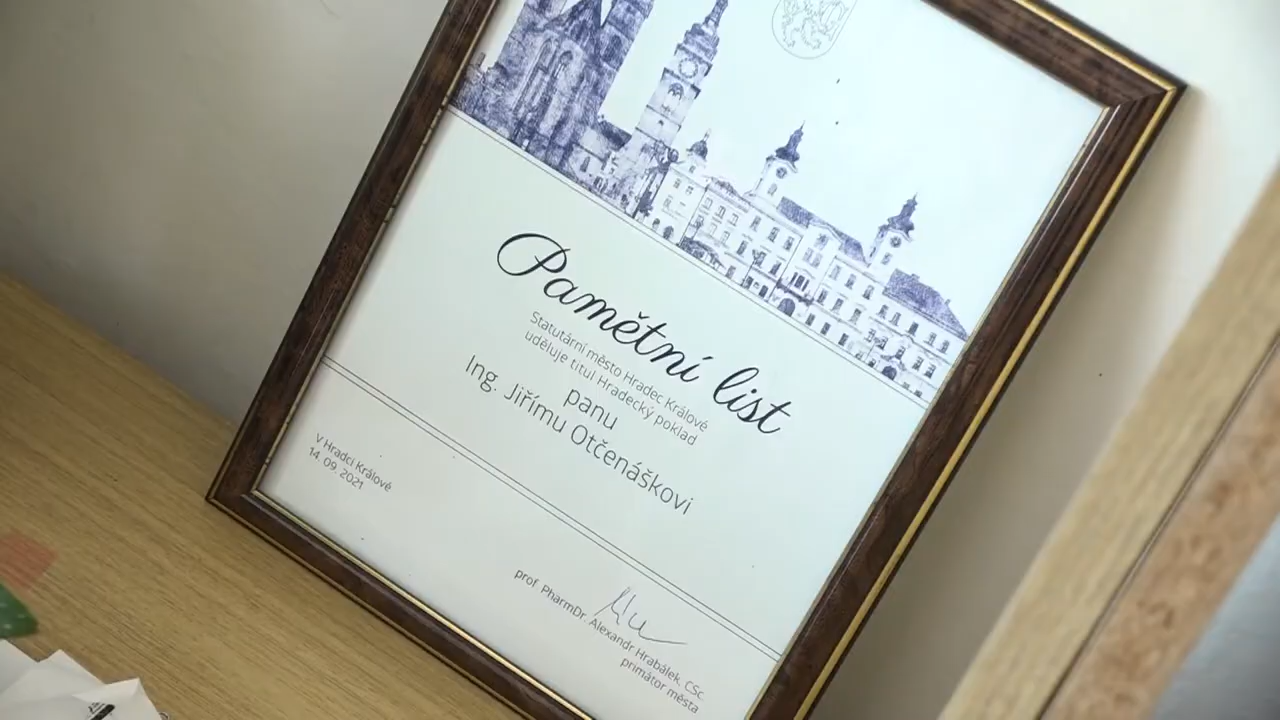 Pamětní list
Statutární město Hradec Králové
uděluje titul Hradecký poklad
panu
Ing. Jiřímu Otčenáškovi
V Hradci Králové
14. 09. 2021
prof. PharmDr. Alexandr Hrabálek, CSc.
primátor města